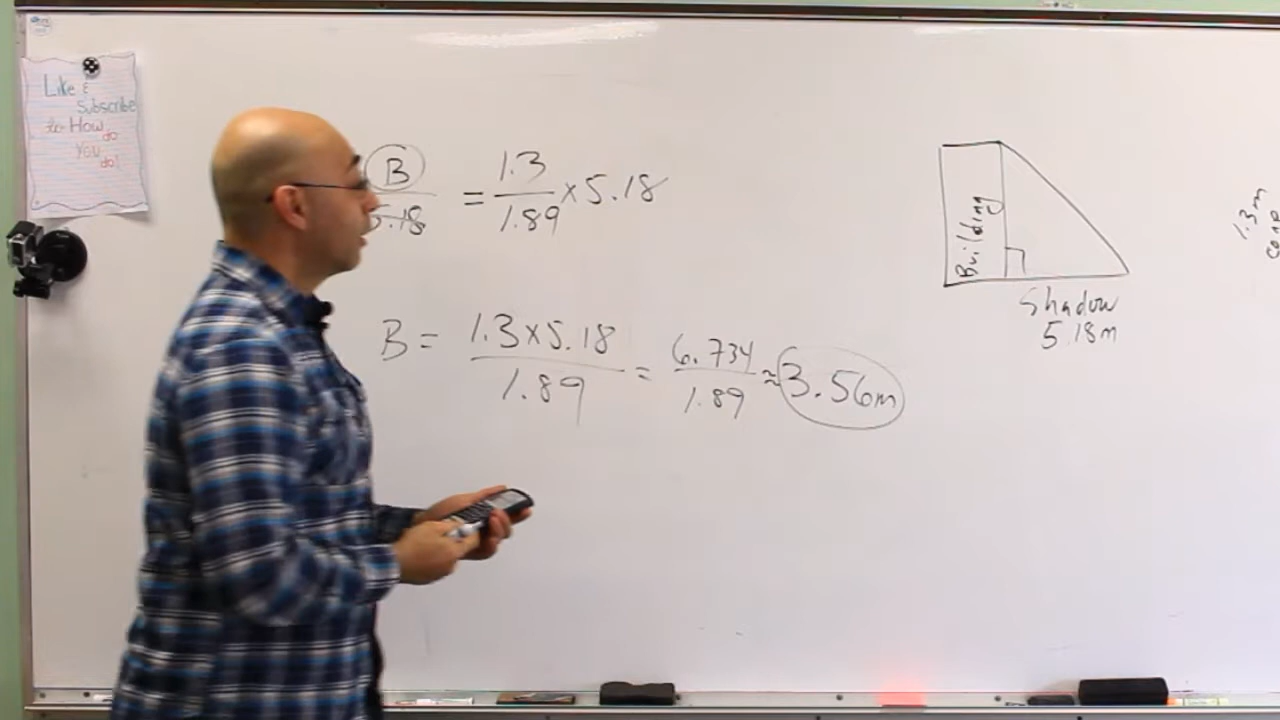 Like &
Subscribe
to How
do
You
do!
B = 1.3 × 5.18
5.18 1.89
B = 1.3×5.18 = 6.734 ≈ 3.56m
1.89 1.89
Building
Shadow
5.18m
1.3m